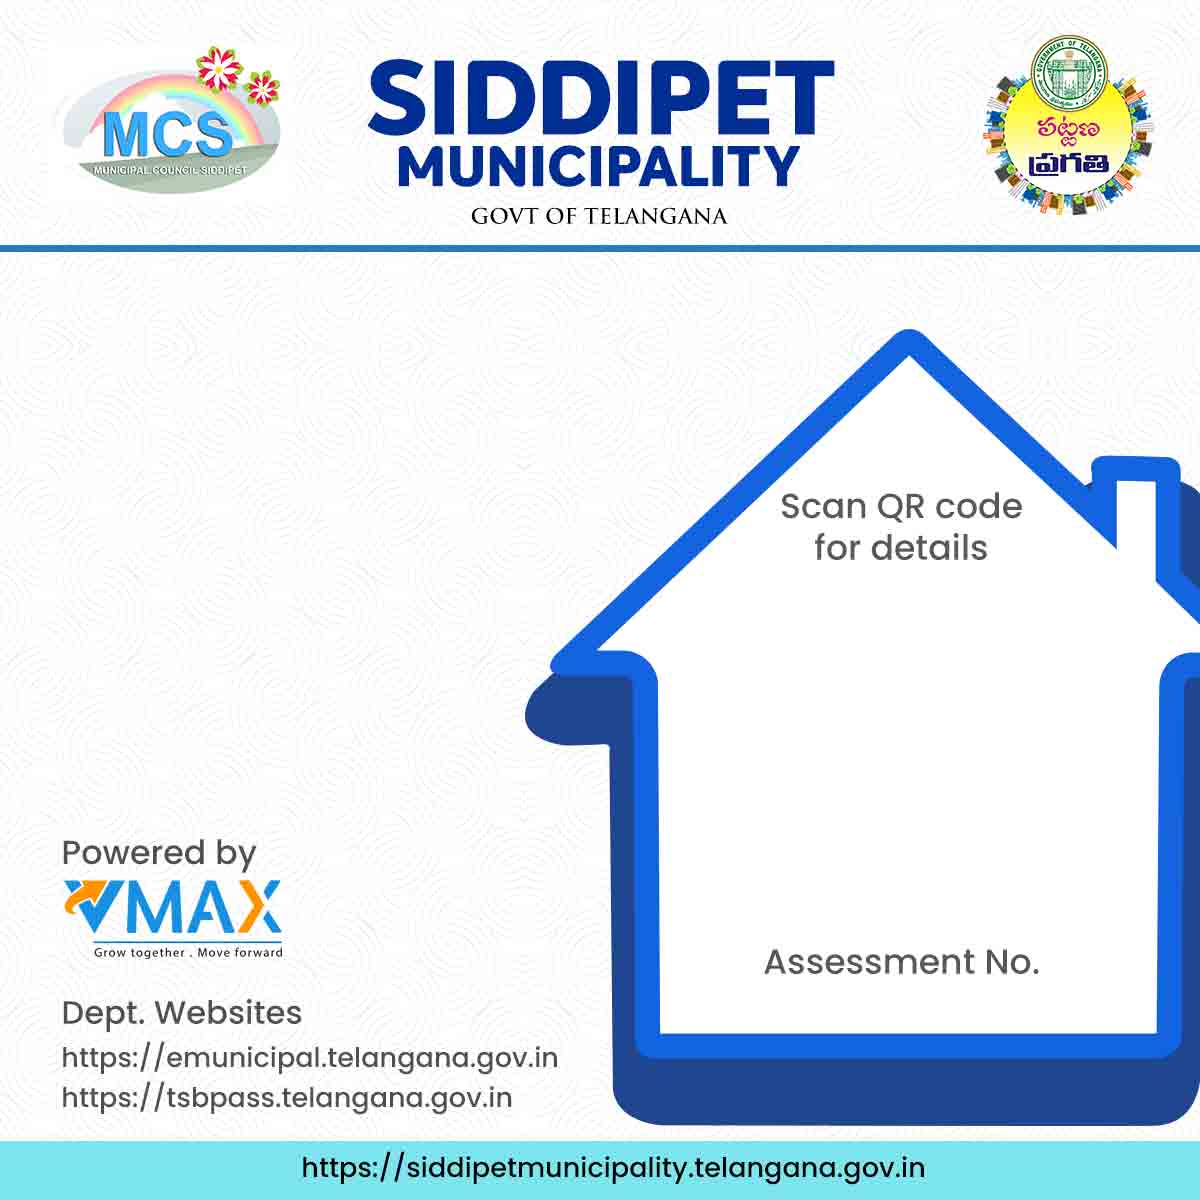 MCS
MUNICIPAL COUNCIL SIDDIPET
SIDDIPET
MUNICIPALITY
GOVT OF TELANGANA
GOVERNMENT OF TELANGANA
పట్టణ
ప్రగతి
Scan QR code
for details
Assessment No.
Powered by
VMAX
Grow together . Move forward
Dept. Websites
https://emunicipal.telangana.gov.in
https://tsbpass.telangana.gov.in
https://siddipetmunicipality.telangana.gov.in